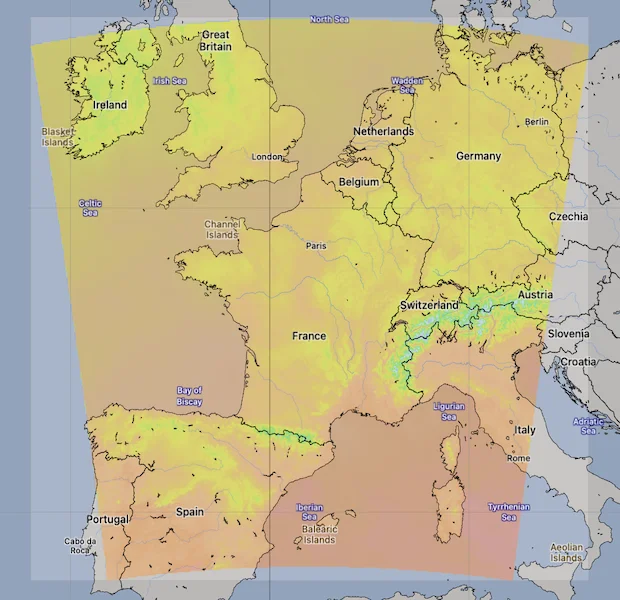 North Sea
Great
Britain
Irish Sea
Wadden
Sea
Ireland
Berlin
Netherlands
Blasket
Islands
London
Germany
Belgium
Celtic
Sea
Czechia
Channel
Islands
Paris
Austria
Switzerland
Slovenia
France
Croatia
Bay of
Biscay
Ligurian
Sea
Adriatic
Sea
Italy
Rome
Iberian
Sea
Tyrrhenian
Sea
Spain
Portugal
Balearic
Islands
Cabo da
Roca
Aeolian
Islands